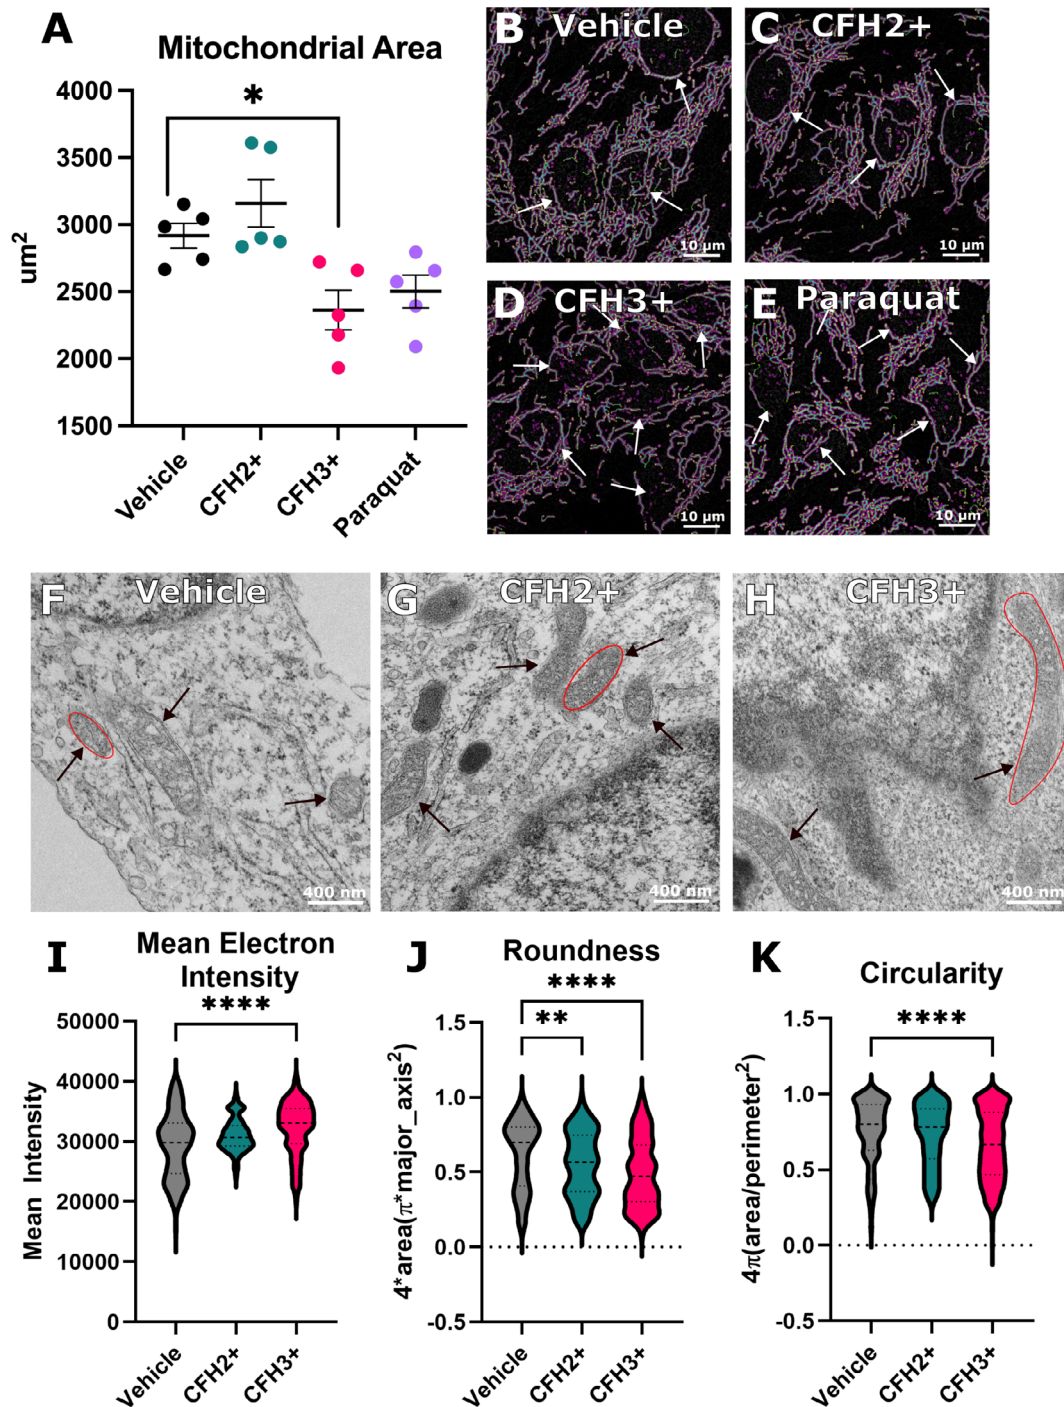 A
Mitochondrial Area
*
4000
3500
3000
2500
2000
1500
um²
Vehicle
CFH2+
CFH3+
Paraquat
B Vehicle
10 µm
C CFH2+
10 µm
D CFH3+
10 µm
E Paraquat
10 µm
F Vehicle
400 nm
G CFH2+
400 nm
H CFH3+
400 nm
I
Mean Electron
Intensity
****
50000
40000
30000
20000
10000
0
Mean Intensity
Vehicle
CFH2+
CFH3+
J
Roundness
****
**
1.5
1.0
0.5
0.0
-0.5
4*area(π*major_axis²)
Vehicle
CFH2+
CFH3+
K
Circularity
****
1.5
1.0
0.5
0.0
-0.5
4π(area/perimeter²)
Vehicle
CFH2+
CFH3+